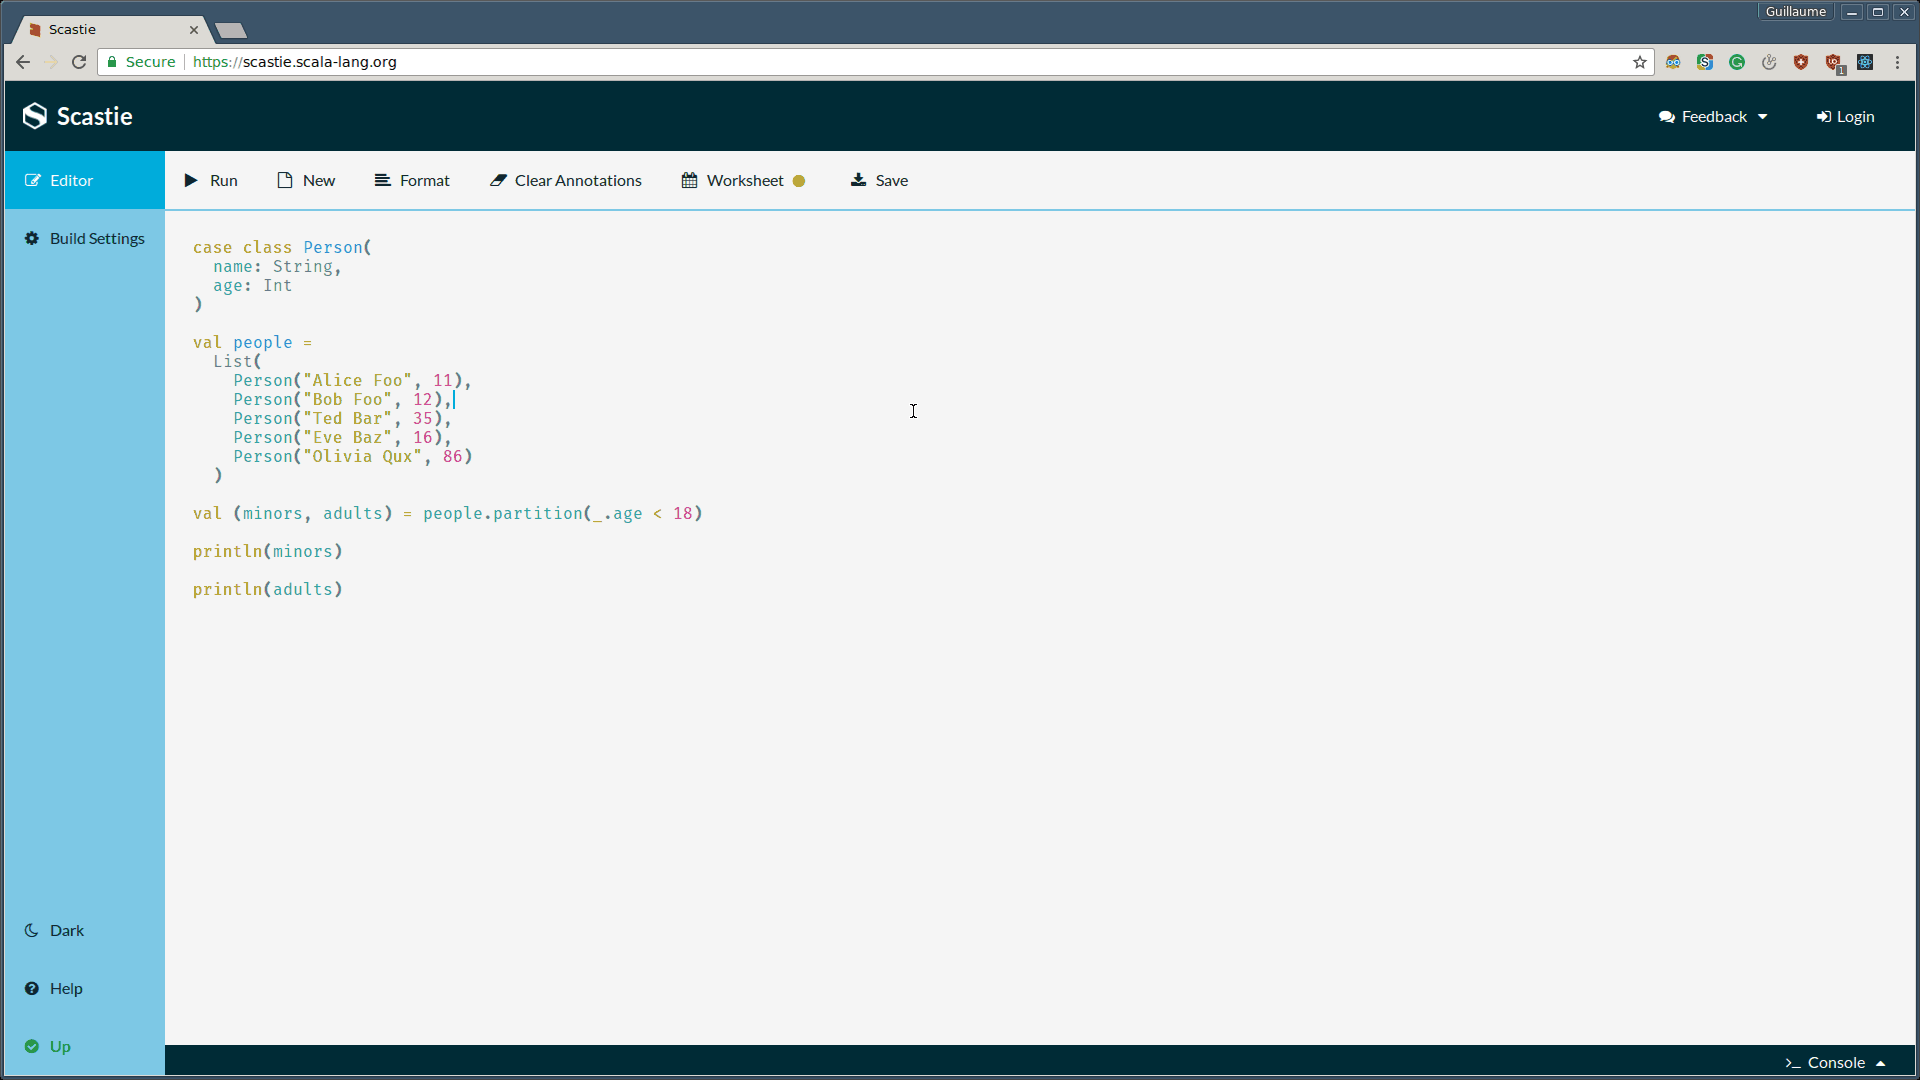 Guillaume
Scastie
Secure https://scastie.scala-lang.org
1
Scastie
Feedback
Login
Editor
Run
New
Format
Clear Annotations
Worksheet
Save
Build Settings
case class Person(
  name: String,
  age: Int
)
val people =
  List(
    Person("Alice Foo", 11),
    Person("Bob Foo", 12),
    Person("Ted Bar", 35),
    Person("Eve Baz", 16),
    Person("Olivia Qux", 86)
  )
val (minors, adults) = people.partition(_.age < 18)
println(minors)
println(adults)
Dark
Help
Up
>_ Console